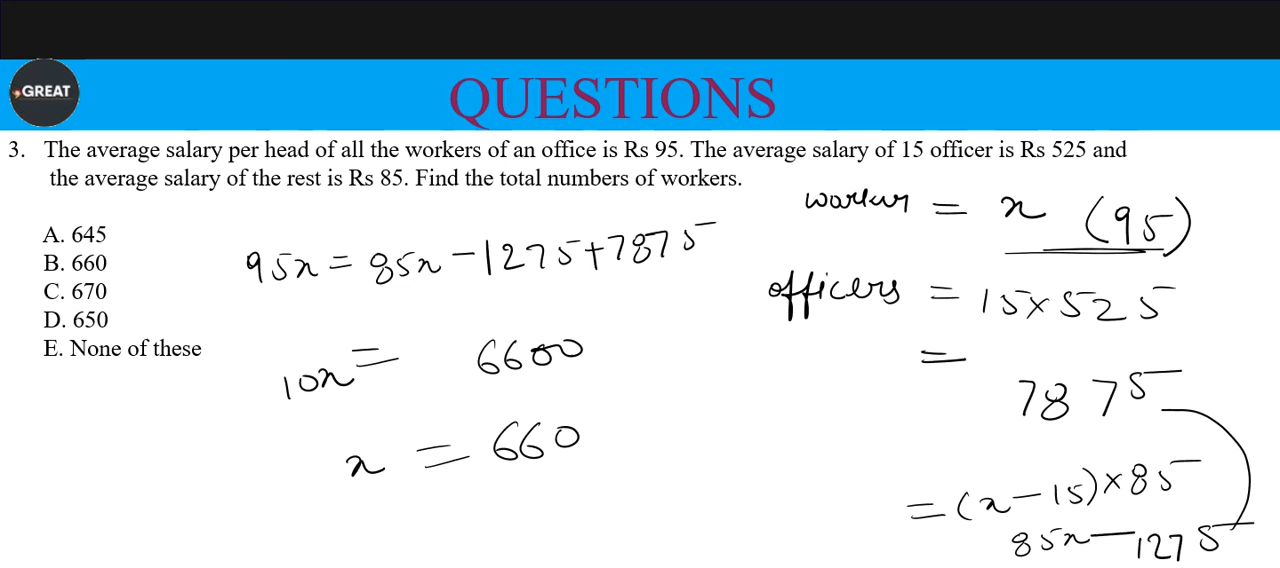 GREAT
QUESTIONS
3. The average salary per head of all the workers of an office is Rs 95. The average salary of 15 officer is Rs 525 and
the average salary of the rest is Rs 85. Find the total numbers of workers.
A. 645
B. 660
C. 670
D. 650
E. None of these
95x = 85x - 1275 + 7875
10x = 6600
x = 660
worker = x (95)
officers = 15×525
=
7875
= (x - 15) × 85
85x - 1275